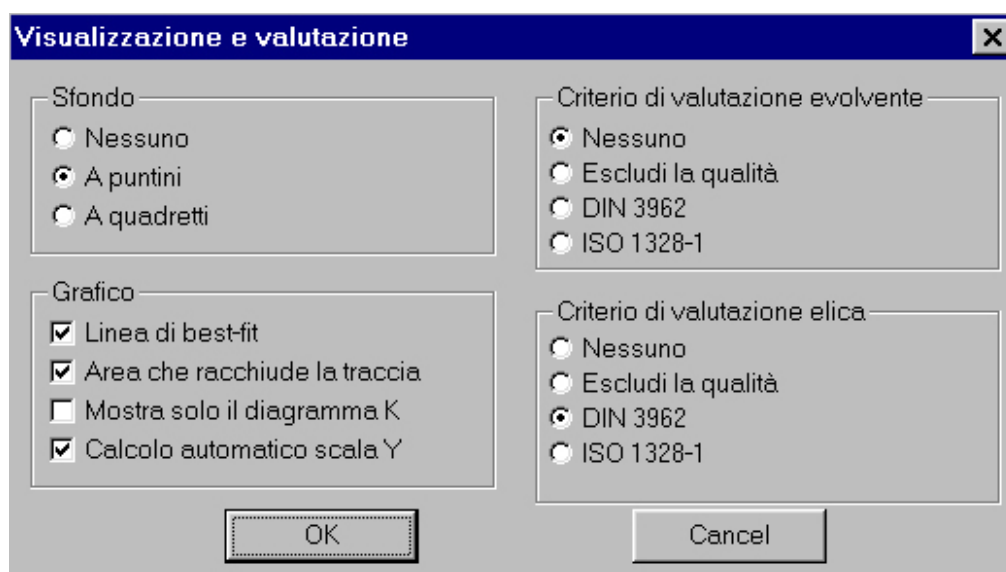 Visualizzazione e valutazione
Sfondo
Nessuno
A puntini
A quadretti
Grafico
Linea di best-fit
Area che racchiude la traccia
Mostra solo il diagramma K
Calcolo automatico scala Y
Criterio di valutazione evolvente
Nessuno
Escludi la qualità
DIN 3962
ISO 1328-1
Criterio di valutazione elica
Nessuno
Escludi la qualità
DIN 3962
ISO 1328-1
OK
Cancel